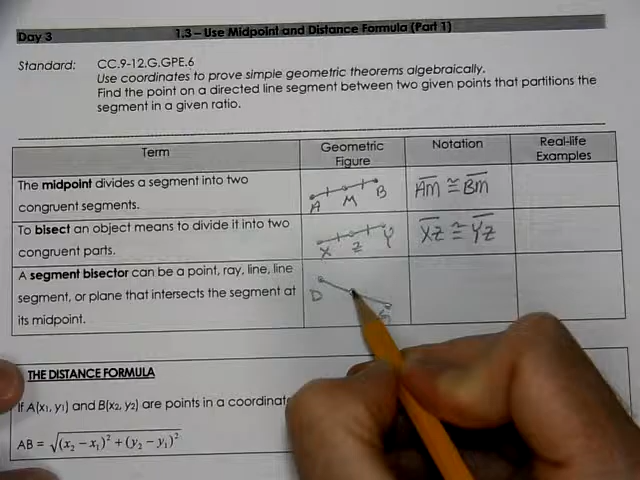 Day 3
1.3 – Use Midpoint and Distance Formula (Part 1)
Standard: CC.9-12.G.GPE.6
Use coordinates to prove simple geometric theorems algebraically.
Find the point on a directed line segment between two given points that partitions the
segment in a given ratio.
Term
Geometric
Figure
Notation
Real-life
Examples
The midpoint divides a segment into two
congruent segments.
A M B
A̅M̅ ≅ B̅M̅
To bisect an object means to divide it into two
congruent parts.
X Z Y
X̅Z̅ ≅ Y̅Z̅
A segment bisector can be a point, ray, line, line
segment, or plane that intersects the segment at
its midpoint.
D
THE DISTANCE FORMULA
If A(x₁, y₁) and B(x₂, y₂) are points in a
AB = √(x₂ – x₁)² + (y₂ – y₁)²